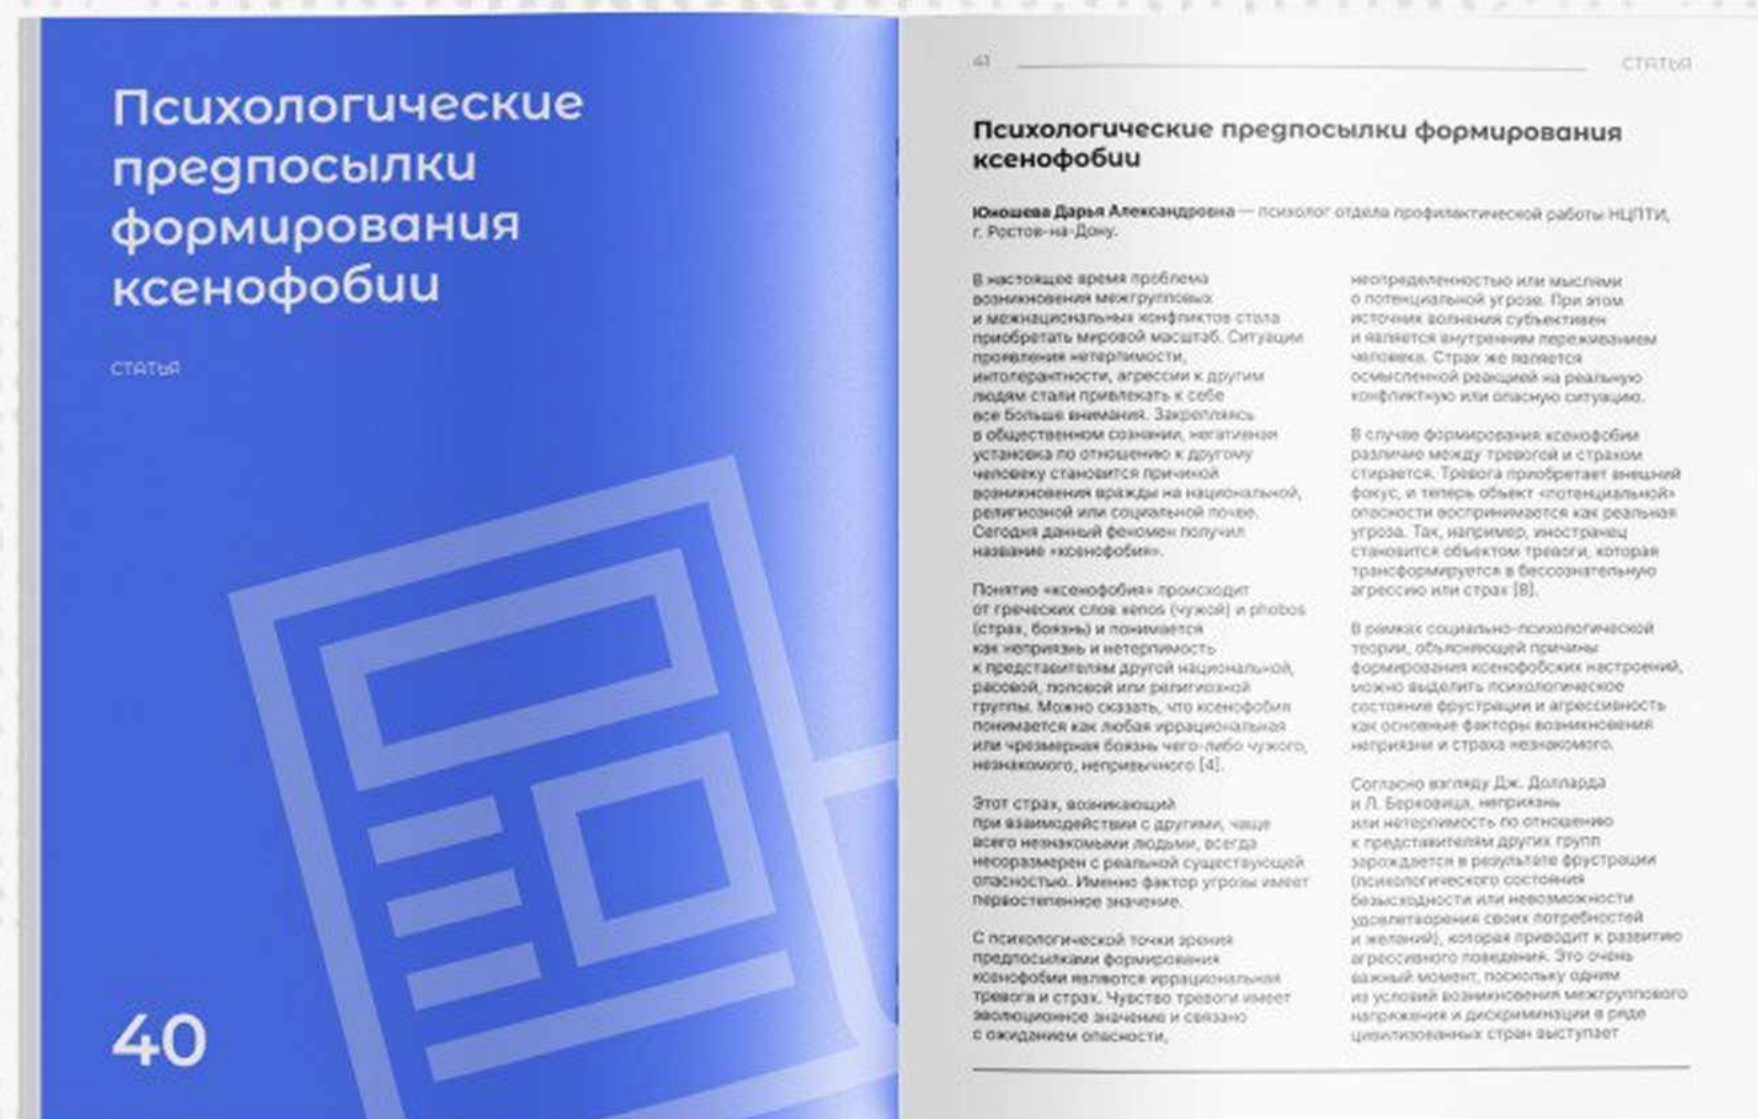 Психологические
предпосылки
формирования
ксенофобии
СТАТЬЯ
40
41
СТАТЬЯ
Психологические предпосылки формирования
ксенофобии
Юношева Дарья Александровна — психолог отдела профилактической работы НЦПТИ,
г. Ростов-на-Дону.
В настоящее время проблема
возникновения межгрупповых
и межнациональных конфликтов стала
приобретать мировой масштаб. Ситуации
проявления нетерпимости,
интолерантности, агрессии к другим
людям стали привлекать к себе
все больше внимания. Закрепляясь
в общественном сознании, негативная
установка по отношению к другому
человеку становится причиной
возникновения вражды на национальной,
религиозной или социальной почве.
Сегодня данный феномен получил
название «ксенофобия».
Понятие «ксенофобия» происходит
от греческих слов xenos (чужой) и phobos
(страх, боязнь) и понимается
как неприязнь и нетерпимость
к представителям другой национальной,
расовой, половой или религиозной
группы. Можно сказать, что ксенофобия
понимается как любая иррациональная
или чрезмерная боязнь чего-либо чужого,
незнакомого, непривычного [4].
Этот страх, возникающий
при взаимодействии с другими, чаще
всего незнакомыми людьми, всегда
несоразмерен с реальной существующей
опасностью. Именно фактор угрозы имеет
первостепенное значение.
С психологической точки зрения
предпосылками формирования
ксенофобии являются иррациональная
тревога и страх. Чувство тревоги имеет
эволюционное значение и связано
с ожиданием опасности,
неопределенностью или мыслями
о потенциальной угрозе. При этом
источник волнения субъективен
и является внутренним переживанием
человека. Страх же является
осмысленной реакцией на реальную
конфликтную или опасную ситуацию.
В случае формирования ксенофобии
различие между тревогой и страхом
стирается. Тревога приобретает внешний
фокус, и теперь объект «потенциальной»
опасности воспринимается как реальная
угроза. Так, например, иностранец
становится объектом тревоги, которая
трансформируется в бессознательную
агрессию или страх [8].
В рамках социально-психологической
теории, объясняющей причины
формирования ксенофобских настроений,
можно выделить психологическое
состояние фрустрации и агрессивность
как основные факторы возникновения
неприязни и страха незнакомого.
Согласно взгляду Дж. Долларда
и Л. Берковица, неприязнь
или нетерпимость по отношению
к представителям других групп
зарождается в результате фрустрации
(психологического состояния
безысходности или невозможности
удовлетворения своих потребностей
и желаний), которая приводит к развитию
агрессивного поведения. Это очень
важный момент, поскольку одним
из условий возникновения межгруппового
напряжения и дискриминации в ряде
цивилизованных стран выступает